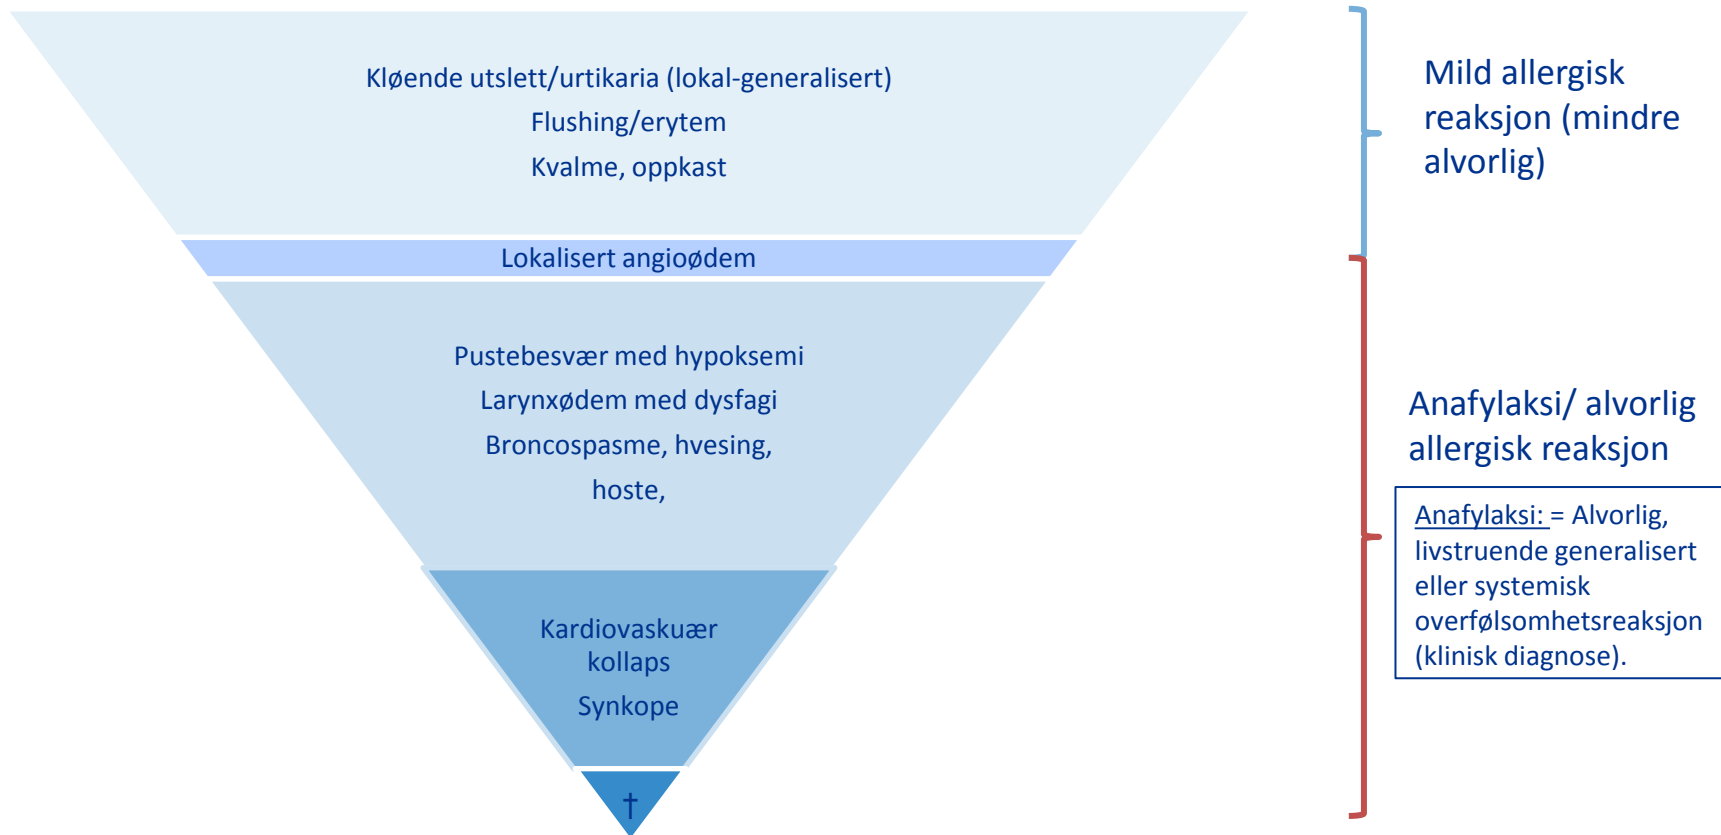 Kløende utslett/urtikaria (lokal-generalisert)
Flushing/erytem
Kvalme, oppkast
Lokalisert angioødem
Pustebesvær med hypoksemi
Larynxødem med dysfagi
Broncospasme, hvesing,
hoste,
Kardiovaskuær
kollaps
Synkope
†
Mild allergisk
reaksjon (mindre
alvorlig)
Anafylaksi/ alvorlig
allergisk reaksjon
Anafylaksi: = Alvorlig,
livstruende generalisert
eller systemisk
overfølsomhetsreaksjon
(klinisk diagnose).